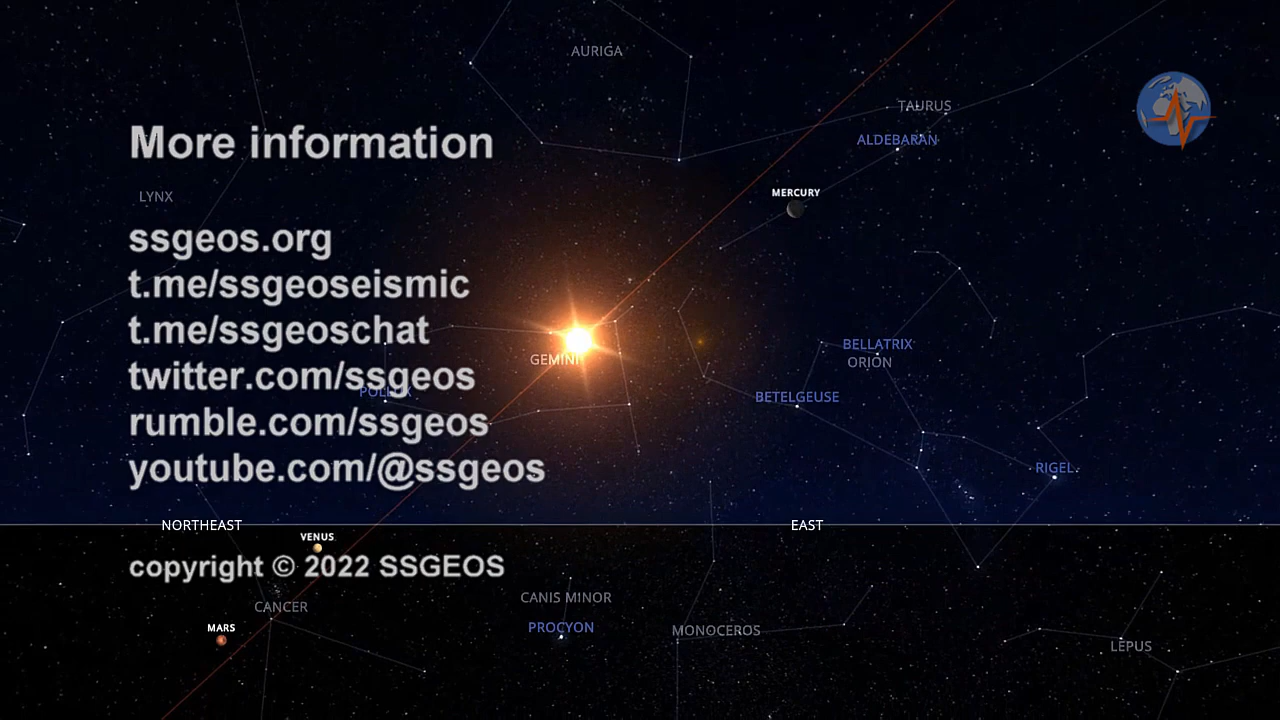 AURIGA
TAURUS
ALDEBARAN
More information
LYNX
MERCURY
ssgeos.org
t.me/ssgeoseismic
t.me/ssgeoschat
BELLATRIX
GEMINI
ORION
twitter.com/ssgeos
POLLUX
BETELGEUSE
rumble.com/ssgeos
youtube.com/@ssgeos
RIGEL
NORTHEAST
EAST
VENUS
copyright © 2022 SSGEOS
CANIS MINOR
CANCER
MARS
PROCYON
MONOCEROS
LEPUS